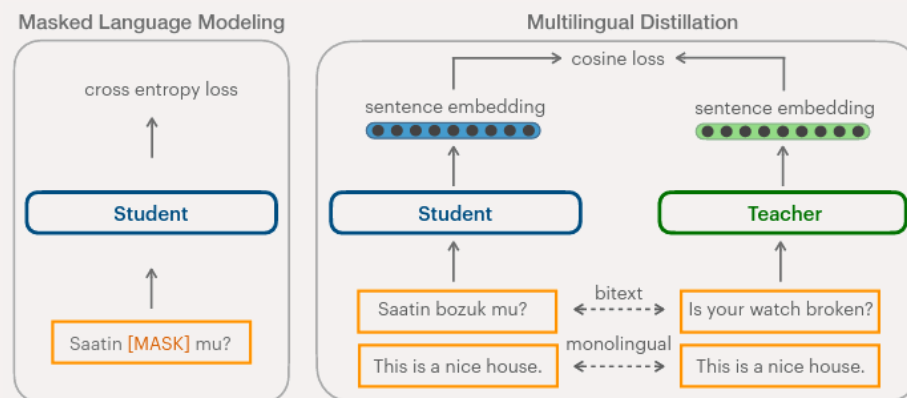 Masked Language Modeling
cross entropy loss
Student
Saatin [MASK] mu?
Multilingual Distillation
cosine loss
sentence embedding
sentence embedding
Student
Teacher
Saatin bozuk mu?
bitext
Is your watch broken?
This is a nice house.
monolingual
This is a nice house.